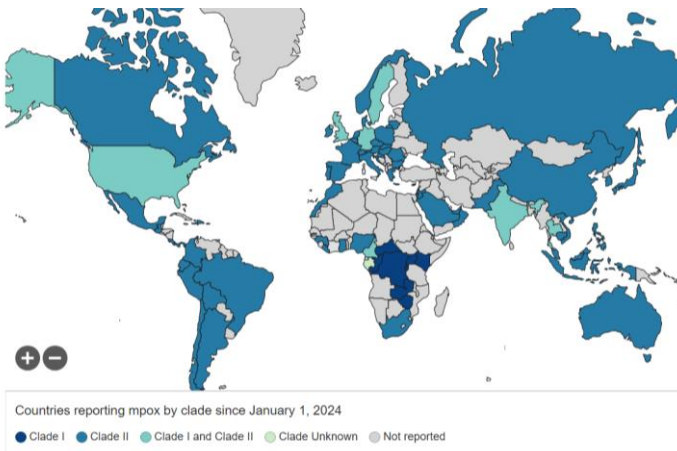 Countries reporting mpox by clade since January 1, 2024
Clade I Clade II Clade I and Clade II Clade Unknown Not reported